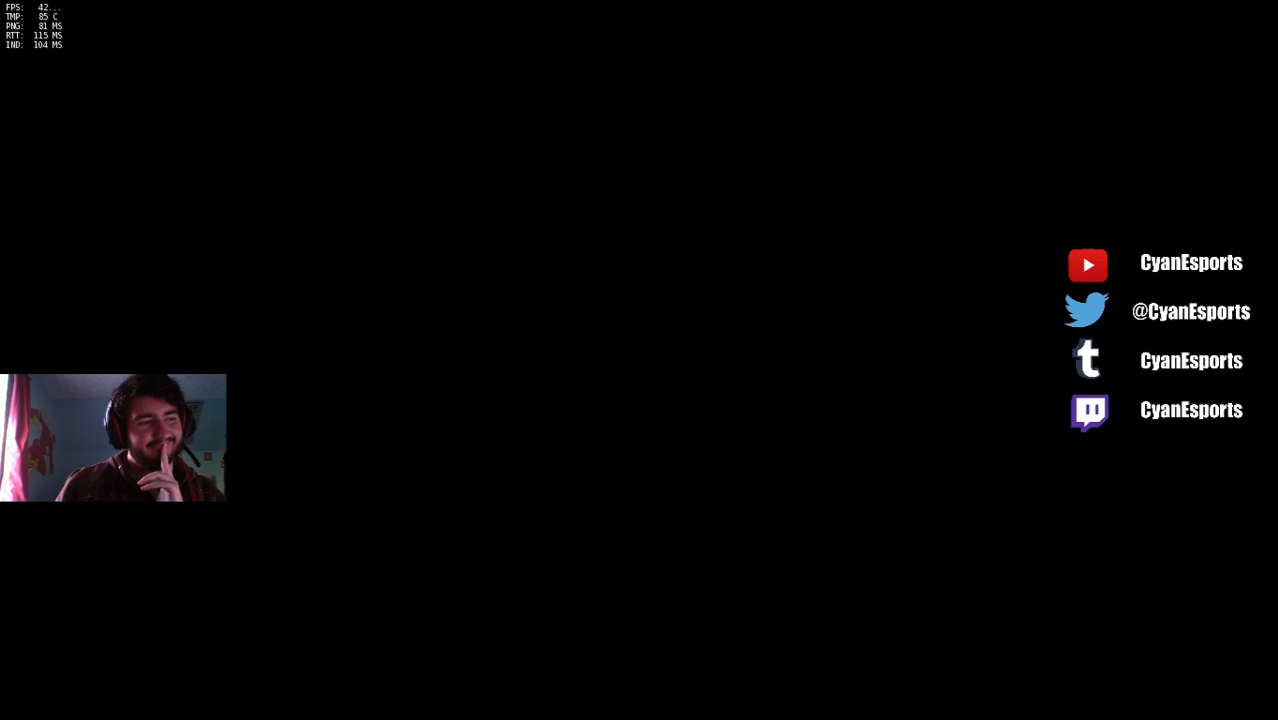 FPS: 42...
TMP: 85 C
PNG: 81 MS
RTT: 115 MS
IND: 104 MS
CyanEsports
@CyanEsports
CyanEsports
CyanEsports